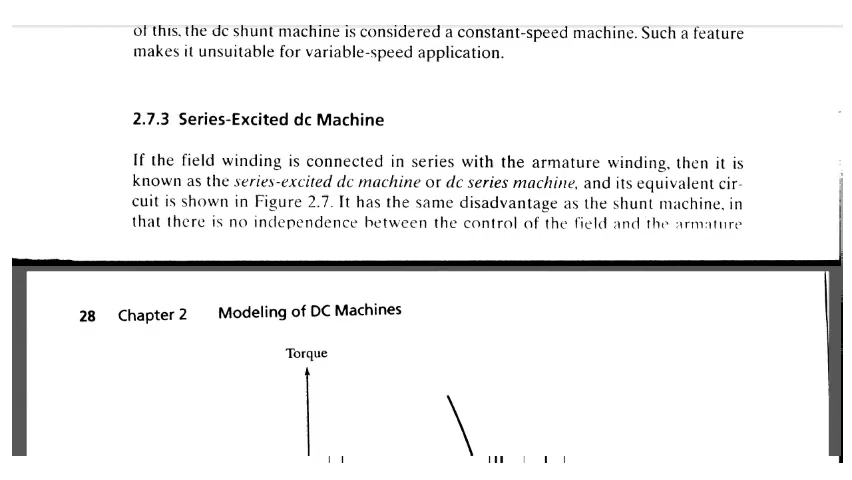 of this, the dc shunt machine is considered a constant-speed machine. Such a feature
makes it unsuitable for variable-speed application.
2.7.3 Series-Excited dc Machine
If the field winding is connected in series with the armature winding, then it is
known as the series-excited dc machine or dc series machine, and its equivalent cir-
cuit is shown in Figure 2.7. It has the same disadvantage as the shunt machine, in
that there is no independence between the control of the field and the armature
28 Chapter 2 Modeling of DC Machines
Torque